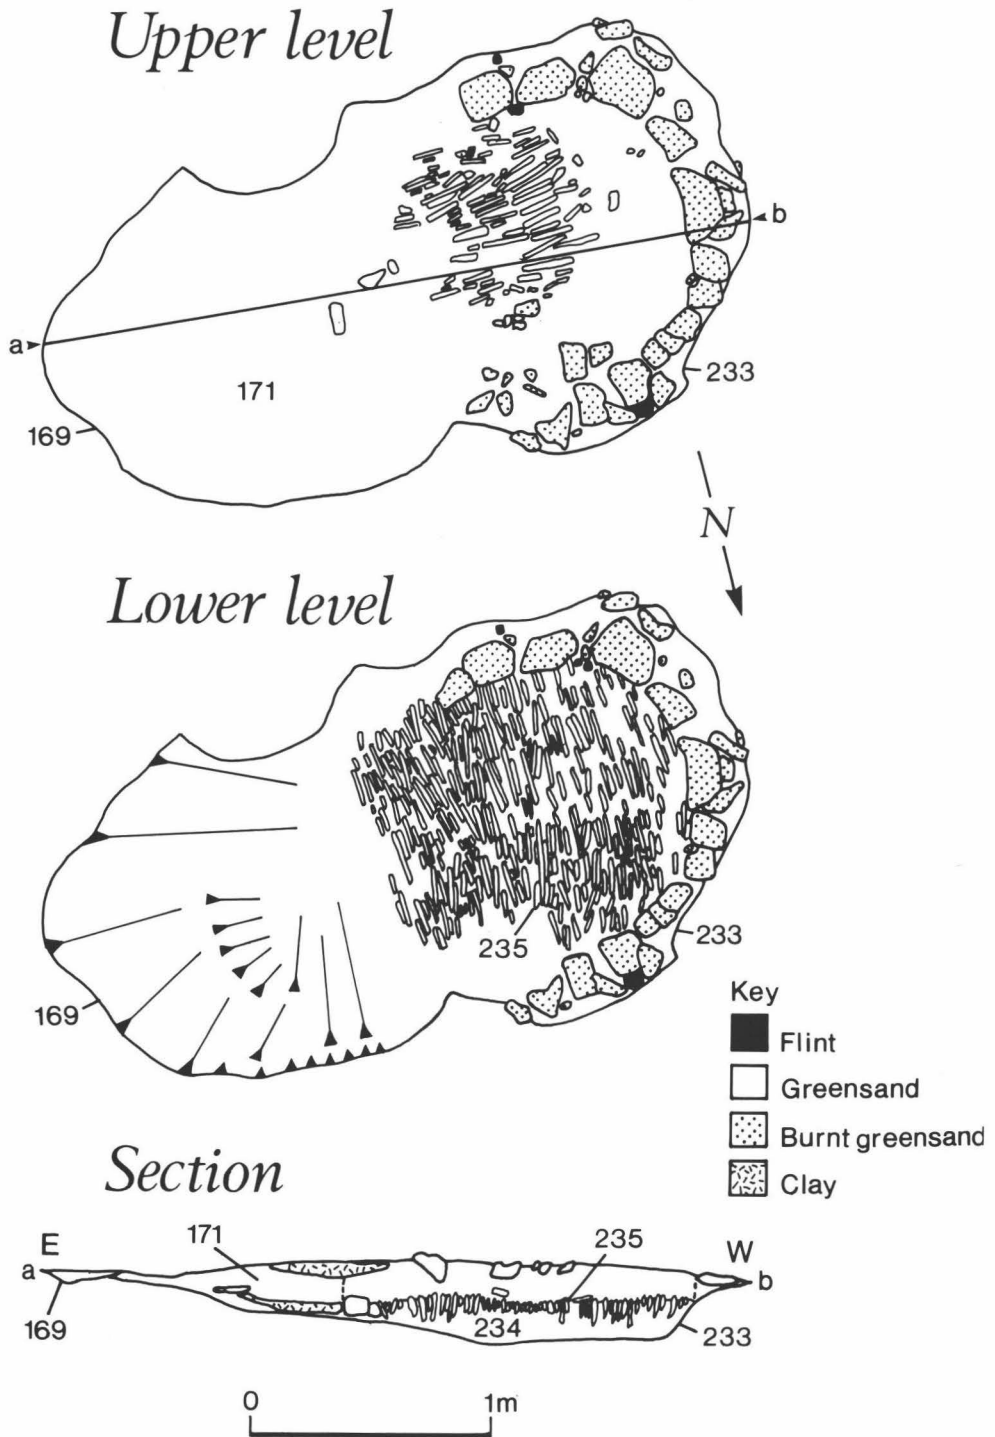 Upper level
b
a
171
233
169
N
Lower level
235
233
169
Key
Flint
Greensand
Burnt greensand
Clay
Section
E
171
235
W
a
b
169
234
233
0
1m